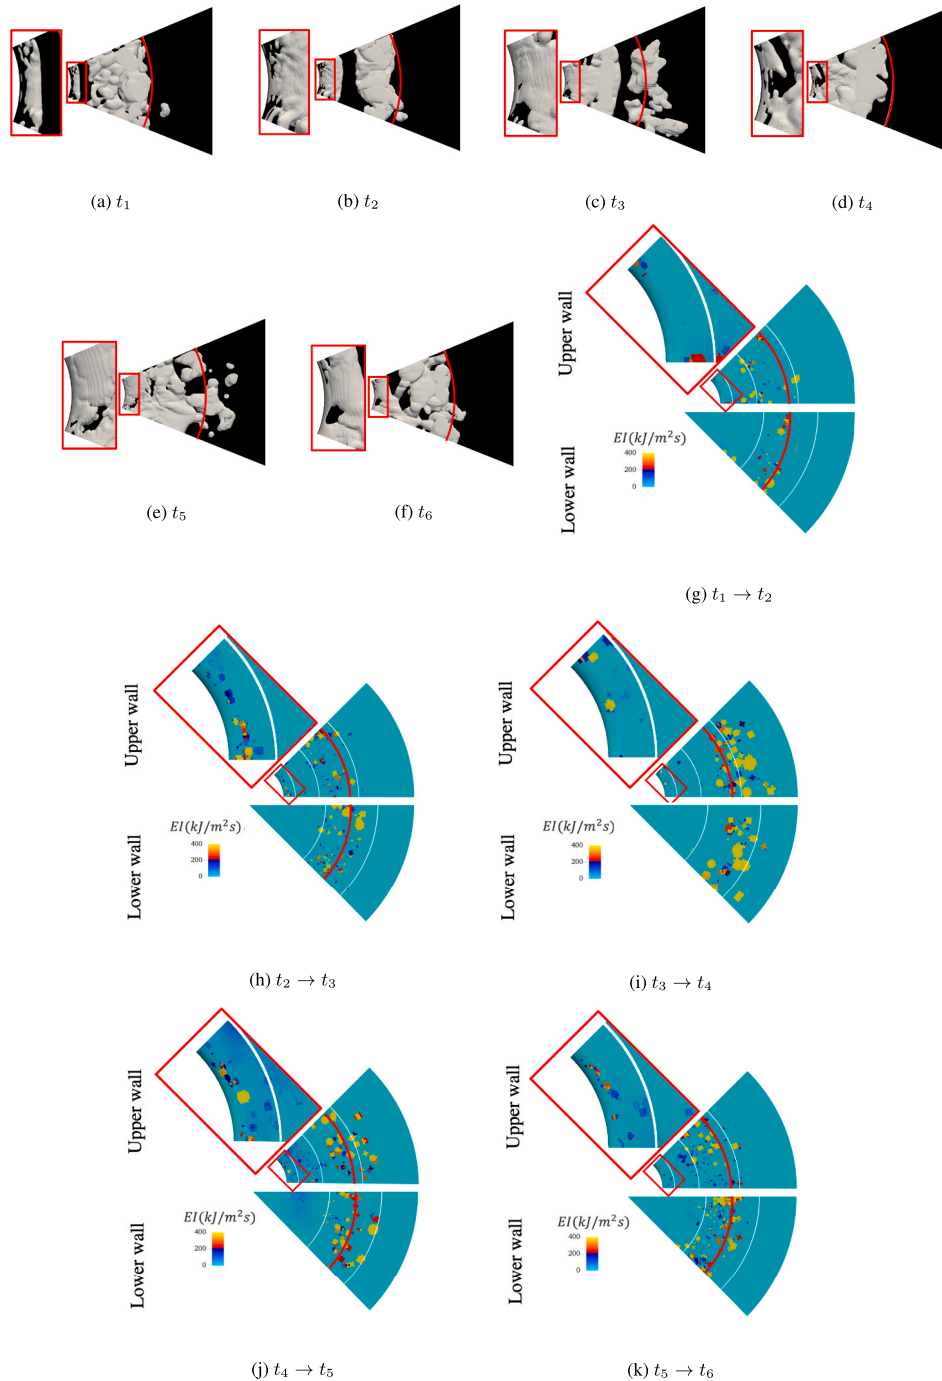 (a) t₁
(b) t₂
(c) t₃
(d) t₄
(e) t₅
(f) t₆
Upper wall
EI(kJ/m²s)
400
200
0
Lower wall
(g) t₁ → t₂
Upper wall
EI(kJ/m²s)
400
200
0
Lower wall
(h) t₂ → t₃
Upper wall
EI(kJ/m²s)
400
200
0
Lower wall
(i) t₃ → t₄
Upper wall
EI(kJ/m²s)
400
200
0
Lower wall
(j) t₄ → t₅
Upper wall
EI(kJ/m²s)
400
200
0
Lower wall
(k) t₅ → t₆